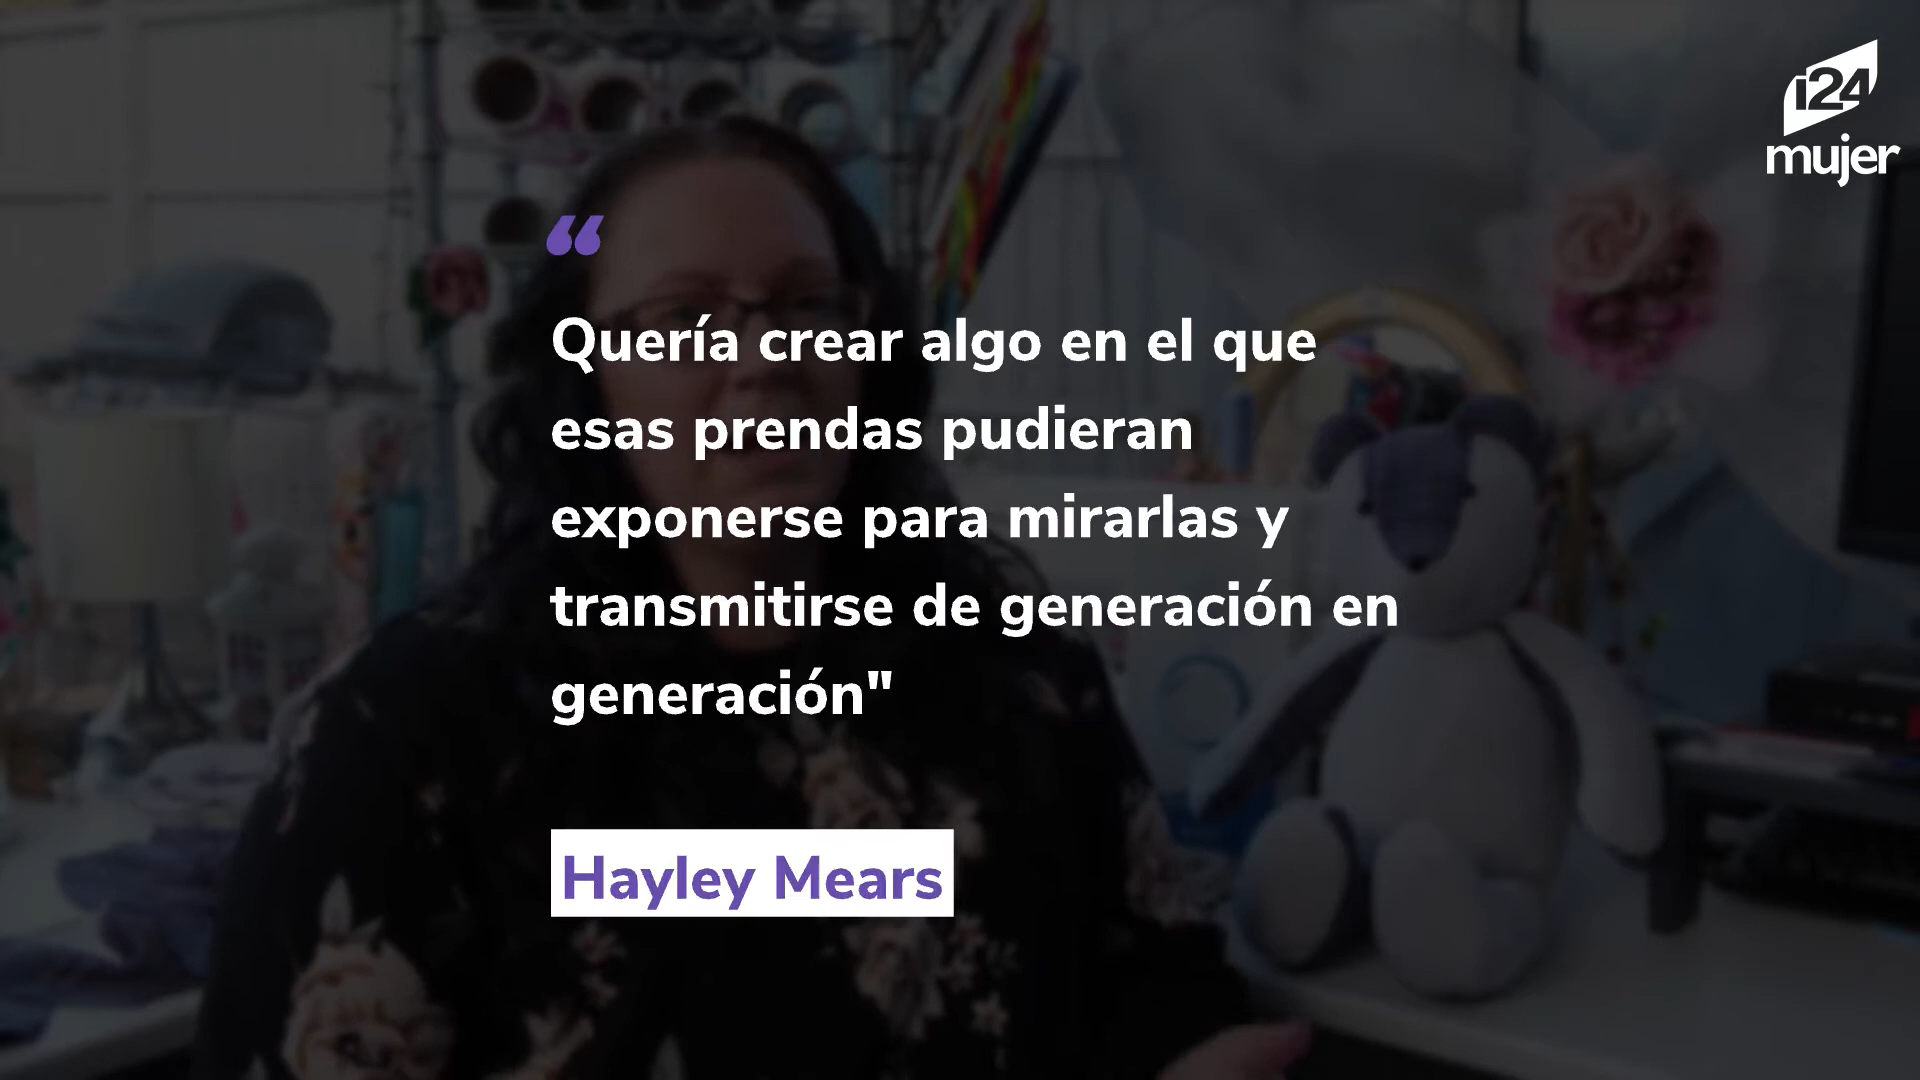 i24
mujer
“
Quería crear algo en el que
esas prendas pudieran
exponerse para mirarlas y
transmitirse de generación en
generación"
Hayley Mears